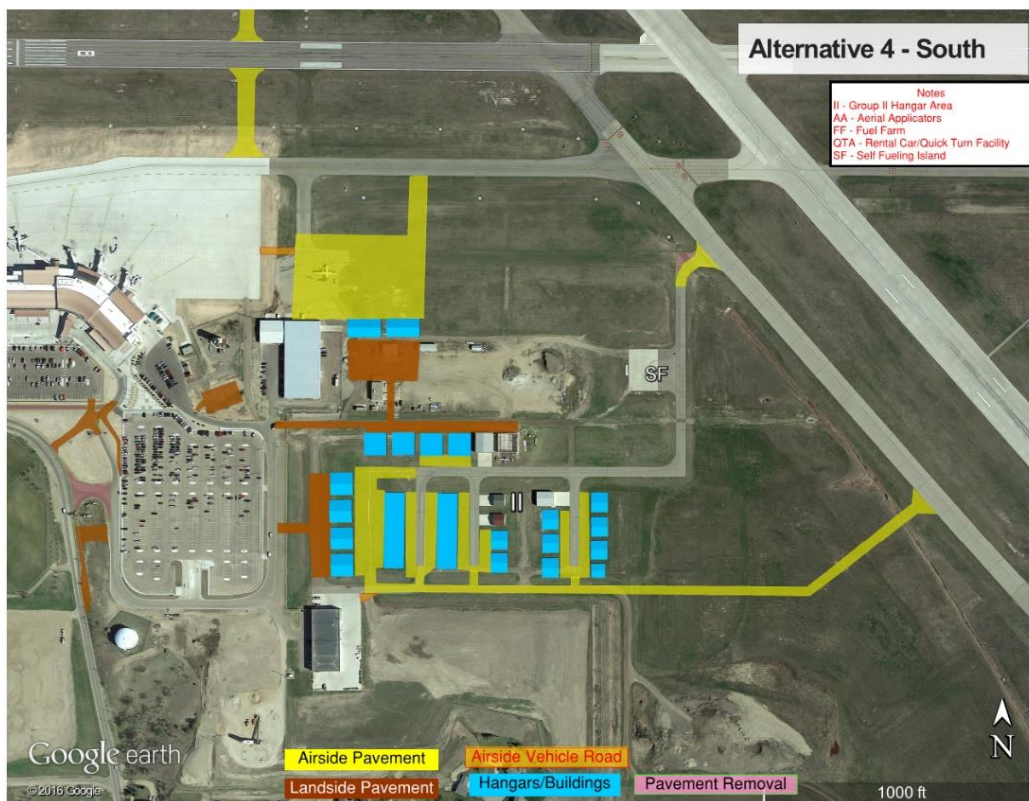 Alternative 4 - South
Notes
II - Group II Hangar Area
AA - Aerial Applicators
FF - Fuel Farm
QTA - Rental Car/Quick Turn Facility
SF - Self Fueling Island
SF
II
Google earth
© 2016 Google
Airside Pavement
Airside Vehicle Road
Landside Pavement
Hangars/Buildings
Pavement Removal
N
1000 ft